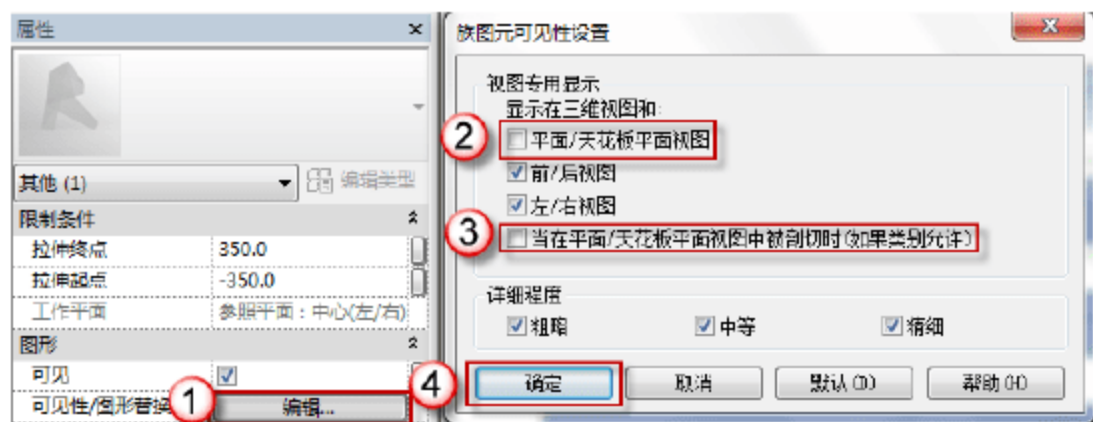 属性
其他 (1)
编辑类型
限制条件
拉伸终点 350.0
拉伸起点 -350.0
工作平面 参照平面：中心(左/右)
图形
可见
可见性/图形替换 1 编辑...
族图元可见性设置
视图专用显示
显示在三维视图和:
2 平面/天花板平面视图
前/后视图
左/右视图
3 当在平面/天花板平面视图中被剖切时(如果类别允许)
详细程度
粗略 中等 精细
4 确定 取消 默认(D) 帮助(H)